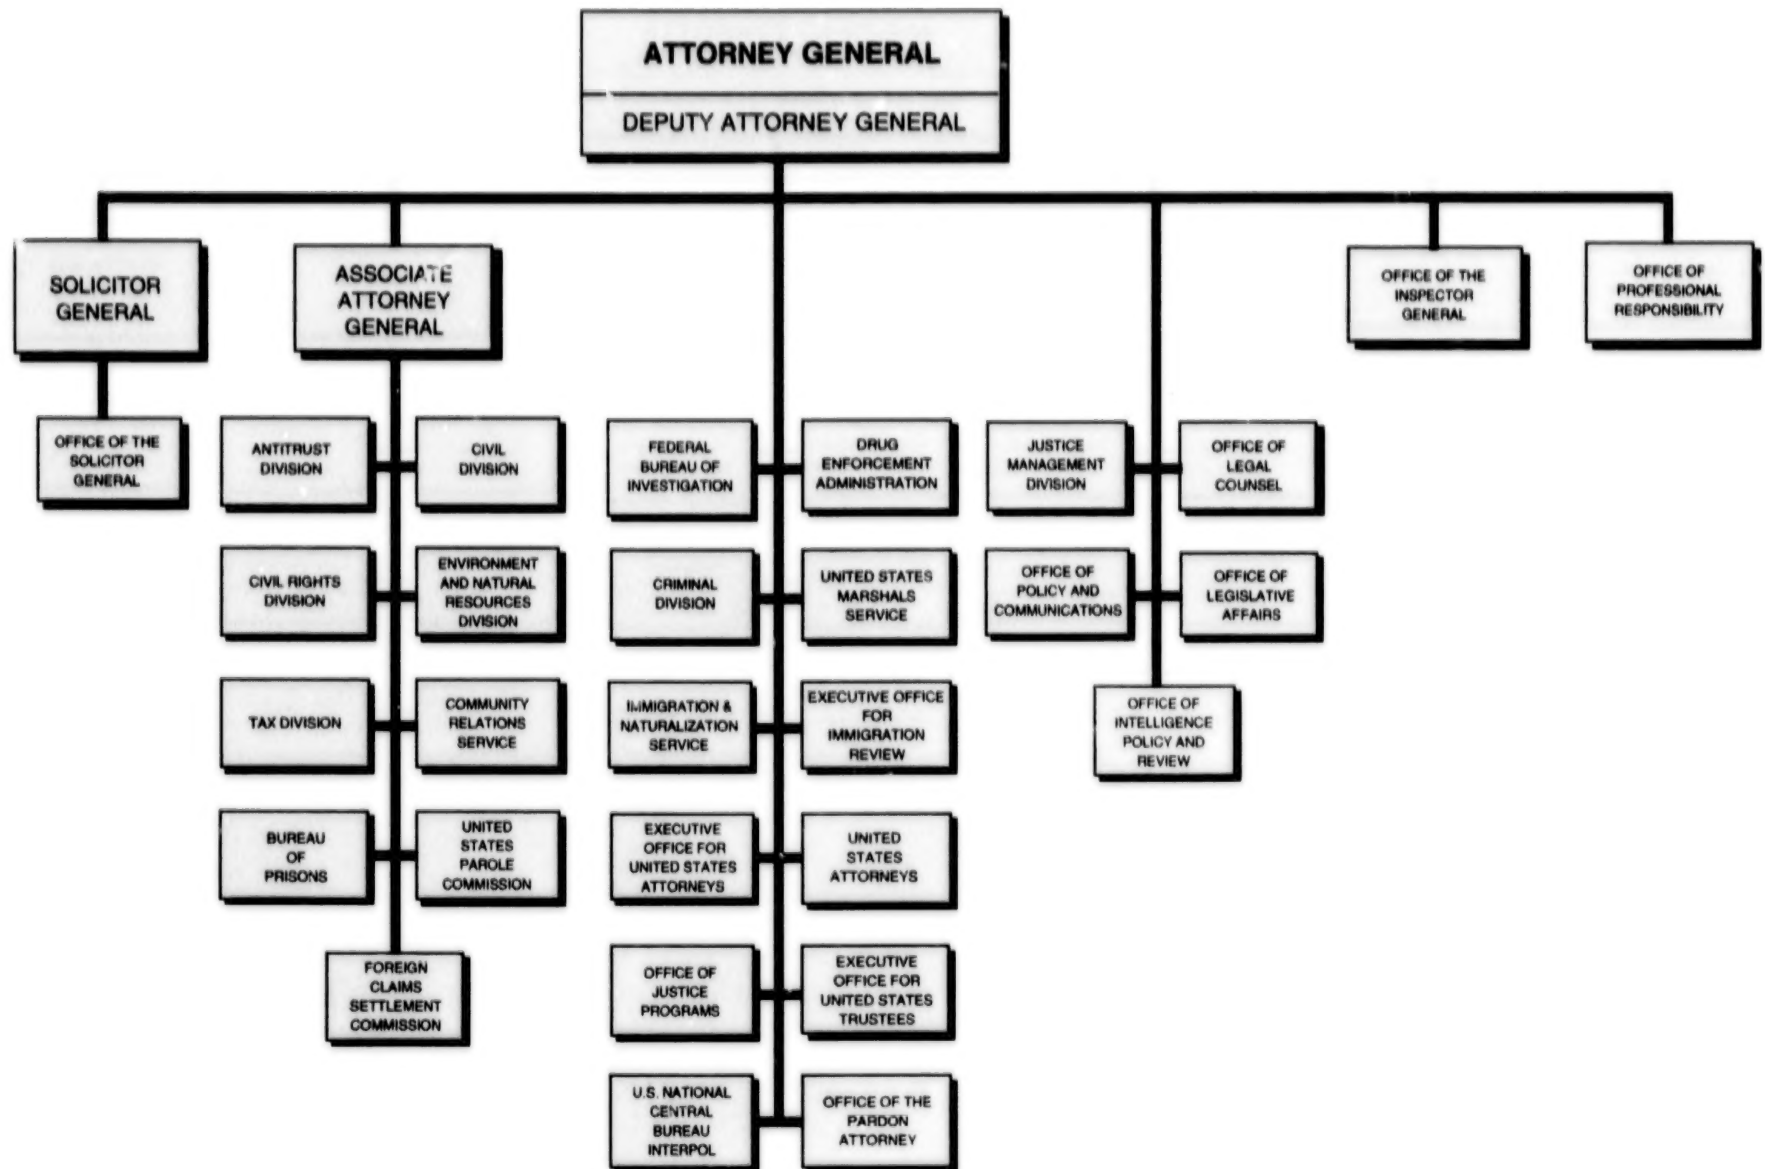 ATTORNEY GENERAL
DEPUTY ATTORNEY GENERAL
SOLICITOR
GENERAL
ASSOCIATE
ATTORNEY
GENERAL
OFFICE OF THE
INSPECTOR
GENERAL
OFFICE OF
PROFESSIONAL
RESPONSIBILITY
OFFICE OF THE
SOLICITOR
GENERAL
ANTITRUST
DIVISION
CIVIL
DIVISION
FEDERAL
BUREAU OF
INVESTIGATION
DRUG
ENFORCEMENT
ADMINISTRATION
JUSTICE
MANAGEMENT
DIVISION
OFFICE OF
LEGAL
COUNSEL
CIVIL RIGHTS
DIVISION
ENVIRONMENT
AND NATURAL
RESOURCES
DIVISION
CRIMINAL
DIVISION
UNITED STATES
MARSHALS
SERVICE
OFFICE OF
POLICY AND
COMMUNICATIONS
OFFICE OF
LEGISLATIVE
AFFAIRS
TAX DIVISION
COMMUNITY
RELATIONS
SERVICE
IMMIGRATION &
NATURALIZATION
SERVICE
EXECUTIVE OFFICE
FOR
IMMIGRATION
REVIEW
OFFICE OF
INTELLIGENCE
POLICY AND
REVIEW
BUREAU
OF
PRISONS
UNITED
STATES
PAROLE
COMMISSION
EXECUTIVE
OFFICE FOR
UNITED STATES
ATTORNEYS
UNITED
STATES
ATTORNEYS
FOREIGN
CLAIMS
SETTLEMENT
COMMISSION
OFFICE OF
JUSTICE
PROGRAMS
EXECUTIVE
OFFICE FOR
UNITED STATES
TRUSTEES
U.S. NATIONAL
CENTRAL
BUREAU
INTERPOL
OFFICE OF THE
PARDON
ATTORNEY